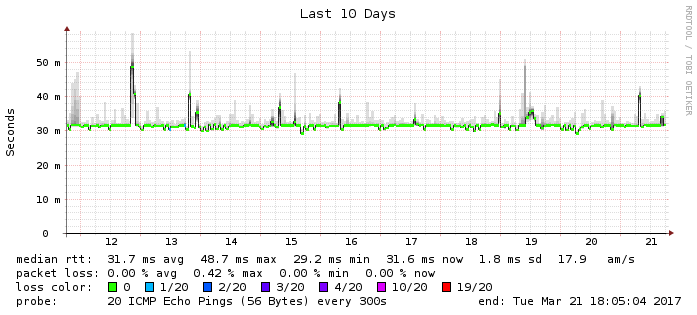 Last 10 Days
RRDTOOL / TOBI OETIKER
Seconds
50 m
40 m
30 m
20 m
10 m
0
12 13 14 15 16 17 18 19 20 21
median rtt: 31.7 ms avg 48.7 ms max 29.2 ms min 31.6 ms now 1.8 ms sd 17.9 am/s
packet loss: 0.00 % avg 0.42 % max 0.00 % min 0.00 % now
loss color: 0 1/20 2/20 3/20 4/20 10/20 19/20
probe: 20 ICMP Echo Pings (56 Bytes) every 300s end: Tue Mar 21 18:05:04 2017